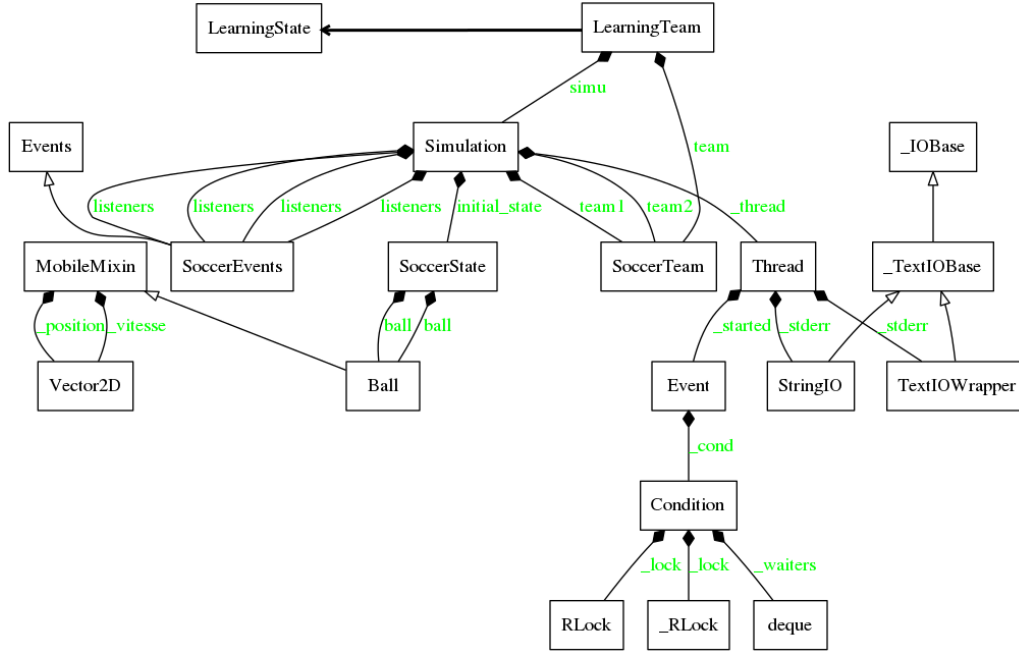 LearningState
LearningTeam
simu
Events
Simulation
team
_IOBase
listeners
listeners
listeners
listeners
initial_state
team1
team2
_thread
MobileMixin
SoccerEvents
SoccerState
SoccerTeam
Thread
_TextIOBase
_position
_vitesse
ball
ball
_started
_stderr
_stderr
Vector2D
Ball
Event
StringIO
TextIOWrapper
_cond
Condition
_lock
_lock
_waiters
RLock
_RLock
deque